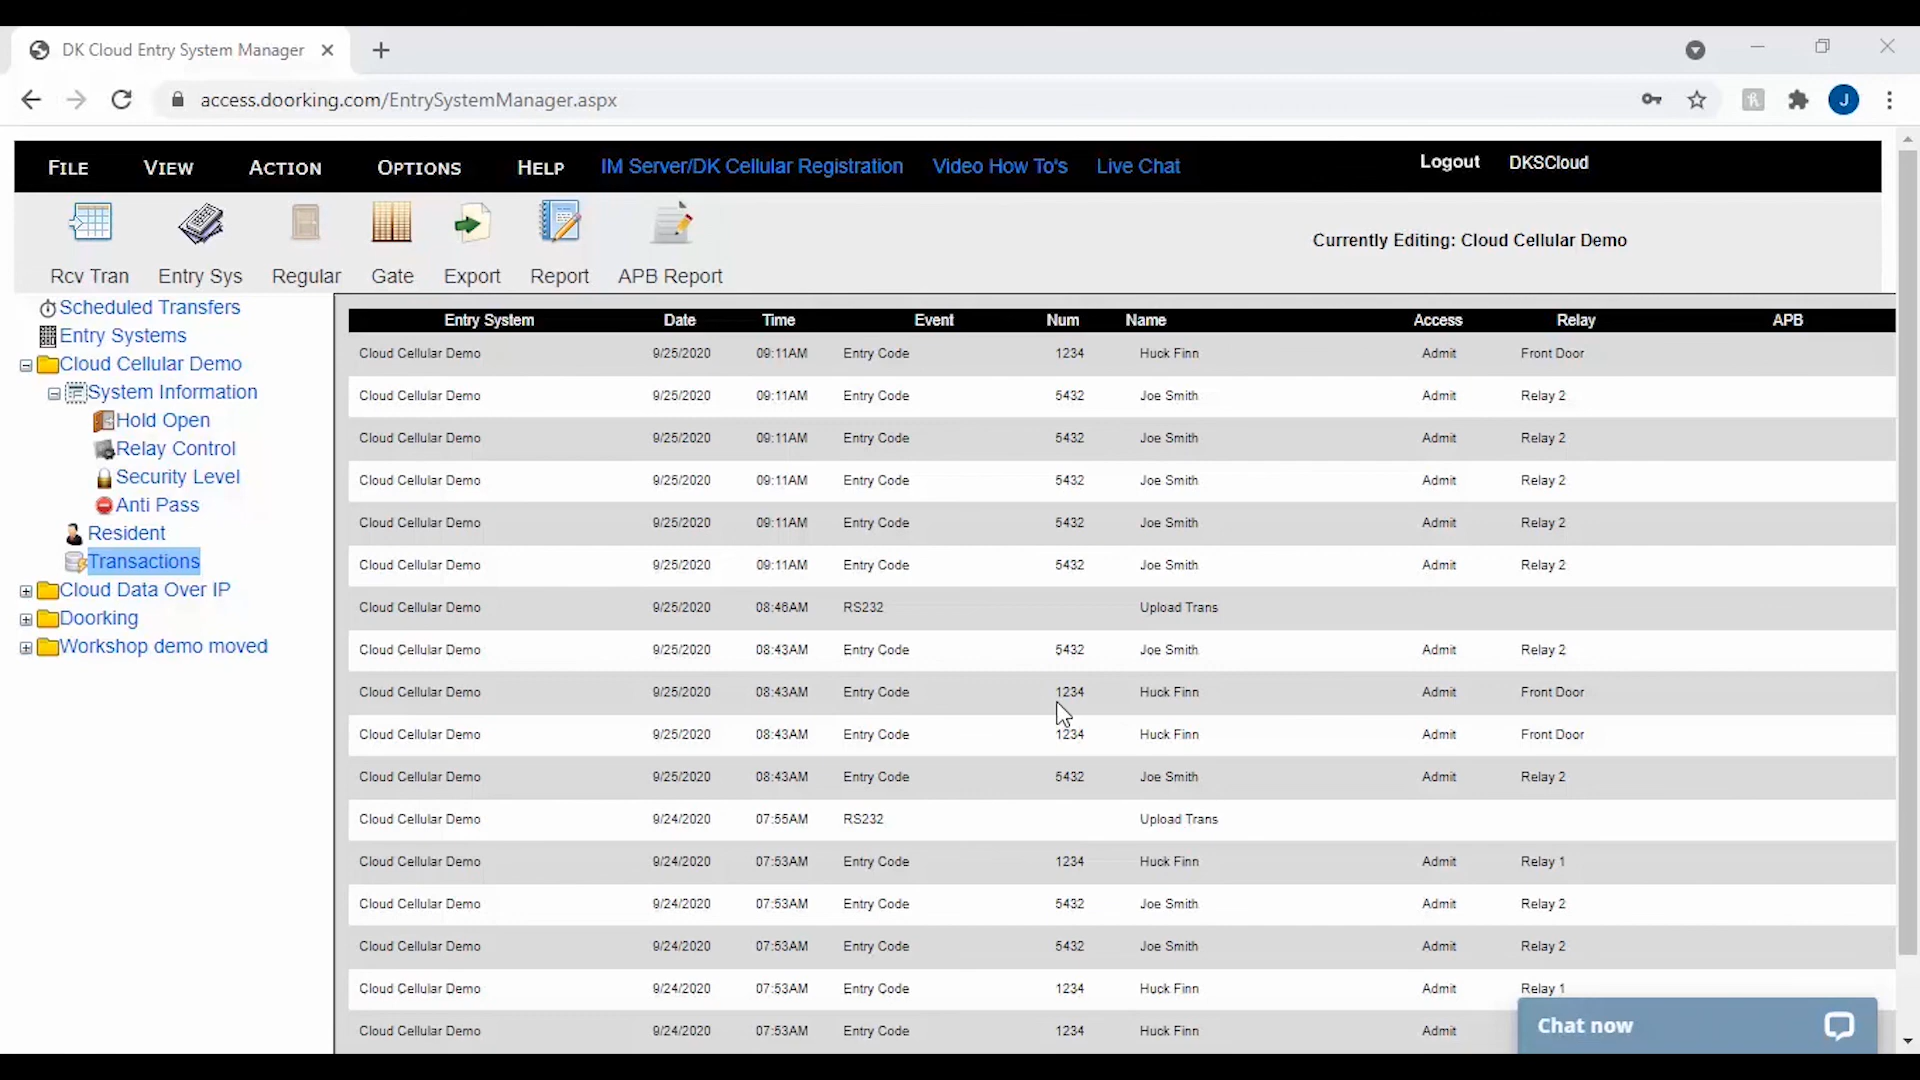 DK Cloud Entry System Manager
access.doorking.com/EntrySystemManager.aspx
J
FILE VIEW ACTION OPTIONS HELP IM Server/DK Cellular Registration Video How To's Live Chat Logout DKSCloud
Rcv Tran Entry Sys Regular Gate Export Report APB Report
Currently Editing: Cloud Cellular Demo
Scheduled Transfers
Entry Systems
Cloud Cellular Demo
System Information
Hold Open
Relay Control
Security Level
Anti Pass
Resident
Transactions
Cloud Data Over IP
Doorking
Workshop demo moved
Entry System Date Time Event Num Name Access Relay APB
Cloud Cellular Demo 9/25/2020 09:11AM Entry Code 1234 Huck Finn Admit Front Door
Cloud Cellular Demo 9/25/2020 09:11AM Entry Code 5432 Joe Smith Admit Relay 2
Cloud Cellular Demo 9/25/2020 09:11AM Entry Code 5432 Joe Smith Admit Relay 2
Cloud Cellular Demo 9/25/2020 09:11AM Entry Code 5432 Joe Smith Admit Relay 2
Cloud Cellular Demo 9/25/2020 09:11AM Entry Code 5432 Joe Smith Admit Relay 2
Cloud Cellular Demo 9/25/2020 09:11AM Entry Code 5432 Joe Smith Admit Relay 2
Cloud Cellular Demo 9/25/2020 08:46AM RS232 Upload Trans
Cloud Cellular Demo 9/25/2020 08:43AM Entry Code 5432 Joe Smith Admit Relay 2
Cloud Cellular Demo 9/25/2020 08:43AM Entry Code 1234 Huck Finn Admit Front Door
Cloud Cellular Demo 9/25/2020 08:43AM Entry Code 1234 Huck Finn Admit Front Door
Cloud Cellular Demo 9/25/2020 08:43AM Entry Code 5432 Joe Smith Admit Relay 2
Cloud Cellular Demo 9/24/2020 07:55AM RS232 Upload Trans
Cloud Cellular Demo 9/24/2020 07:53AM Entry Code 1234 Huck Finn Admit Relay 1
Cloud Cellular Demo 9/24/2020 07:53AM Entry Code 5432 Joe Smith Admit Relay 2
Cloud Cellular Demo 9/24/2020 07:53AM Entry Code 5432 Joe Smith Admit Relay 2
Cloud Cellular Demo 9/24/2020 07:53AM Entry Code 1234 Huck Finn Admit Relay 1
Cloud Cellular Demo 9/24/2020 07:53AM Entry Code 1234 Huck Finn Admit
Chat now